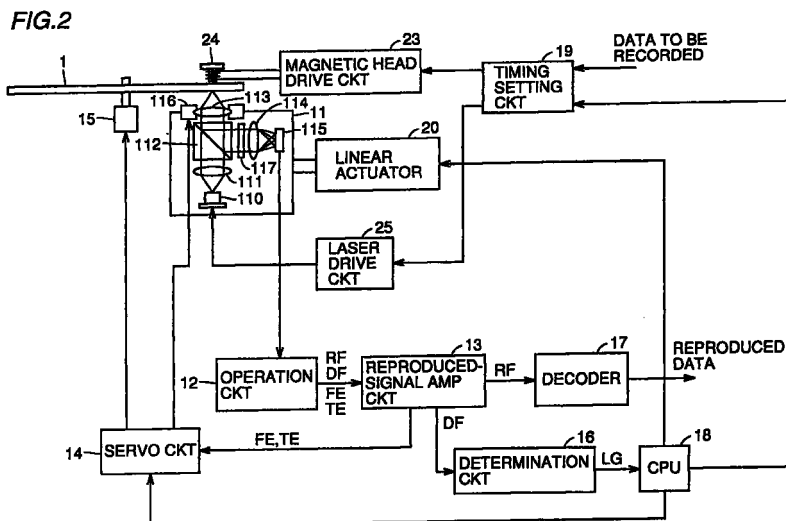 FIG.2
24
23
MAGNETIC HEAD
DRIVE CKT
19
TIMING
SETTING
CKT
DATA TO BE
RECORDED
1
15
116
113
114
11
115
112
117
111
110
20
LINEAR
ACTUATOR
25
LASER
DRIVE
CKT
12
OPERATION
CKT
RF
DF
FE
TE
13
REPRODUCED-
SIGNAL AMP
CKT
RF
17
DECODER
REPRODUCED
DATA
DF
14
SERVO CKT
FE,TE
16
DETERMINATION
CKT
LG
18
CPU